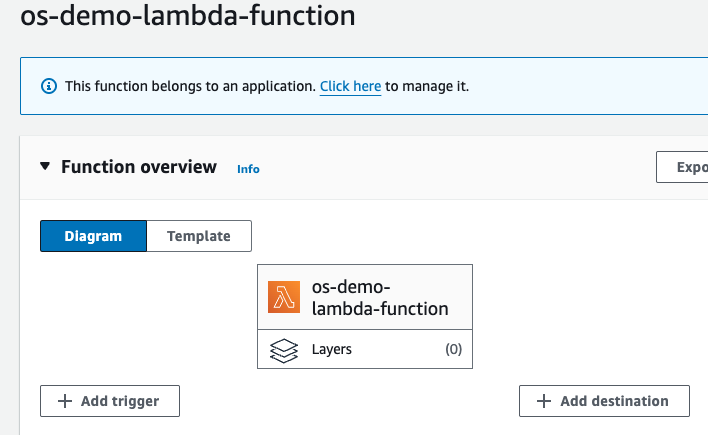 os-demo-lambda-function
This function belongs to an application. Click here to manage it.
Function overview Info
Expo
Diagram Template
os-demo-
lambda-function
Layers (0)
Add trigger
Add destination